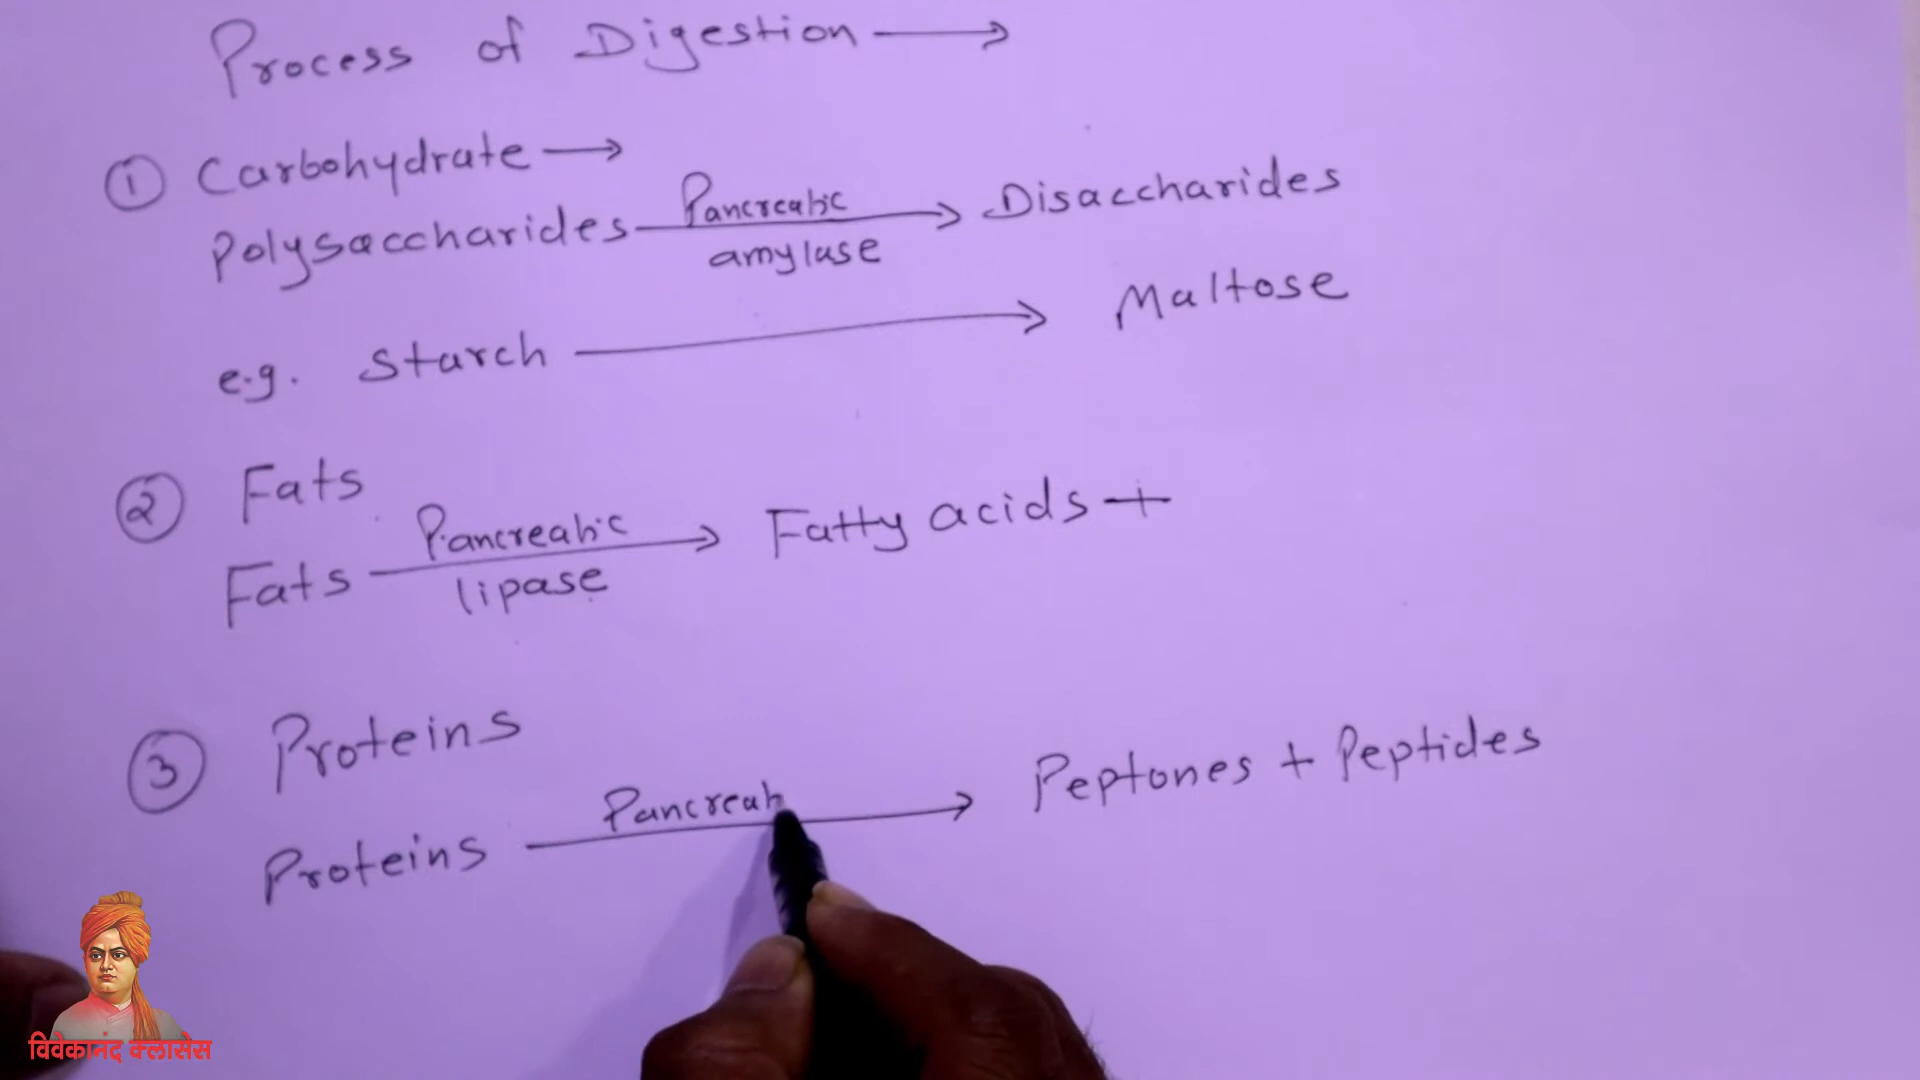 Process of Digestion →
① Carbohydrate →
Pancreatic
Polysaccharides → Disaccharides
amylase
e.g. Starch → Maltose
② Fats
Pancreatic
Fats → Fatty acids +
lipase
③ Proteins
Pancreati
Proteins → Peptones + Peptides
विवेकानंद क्लासेस